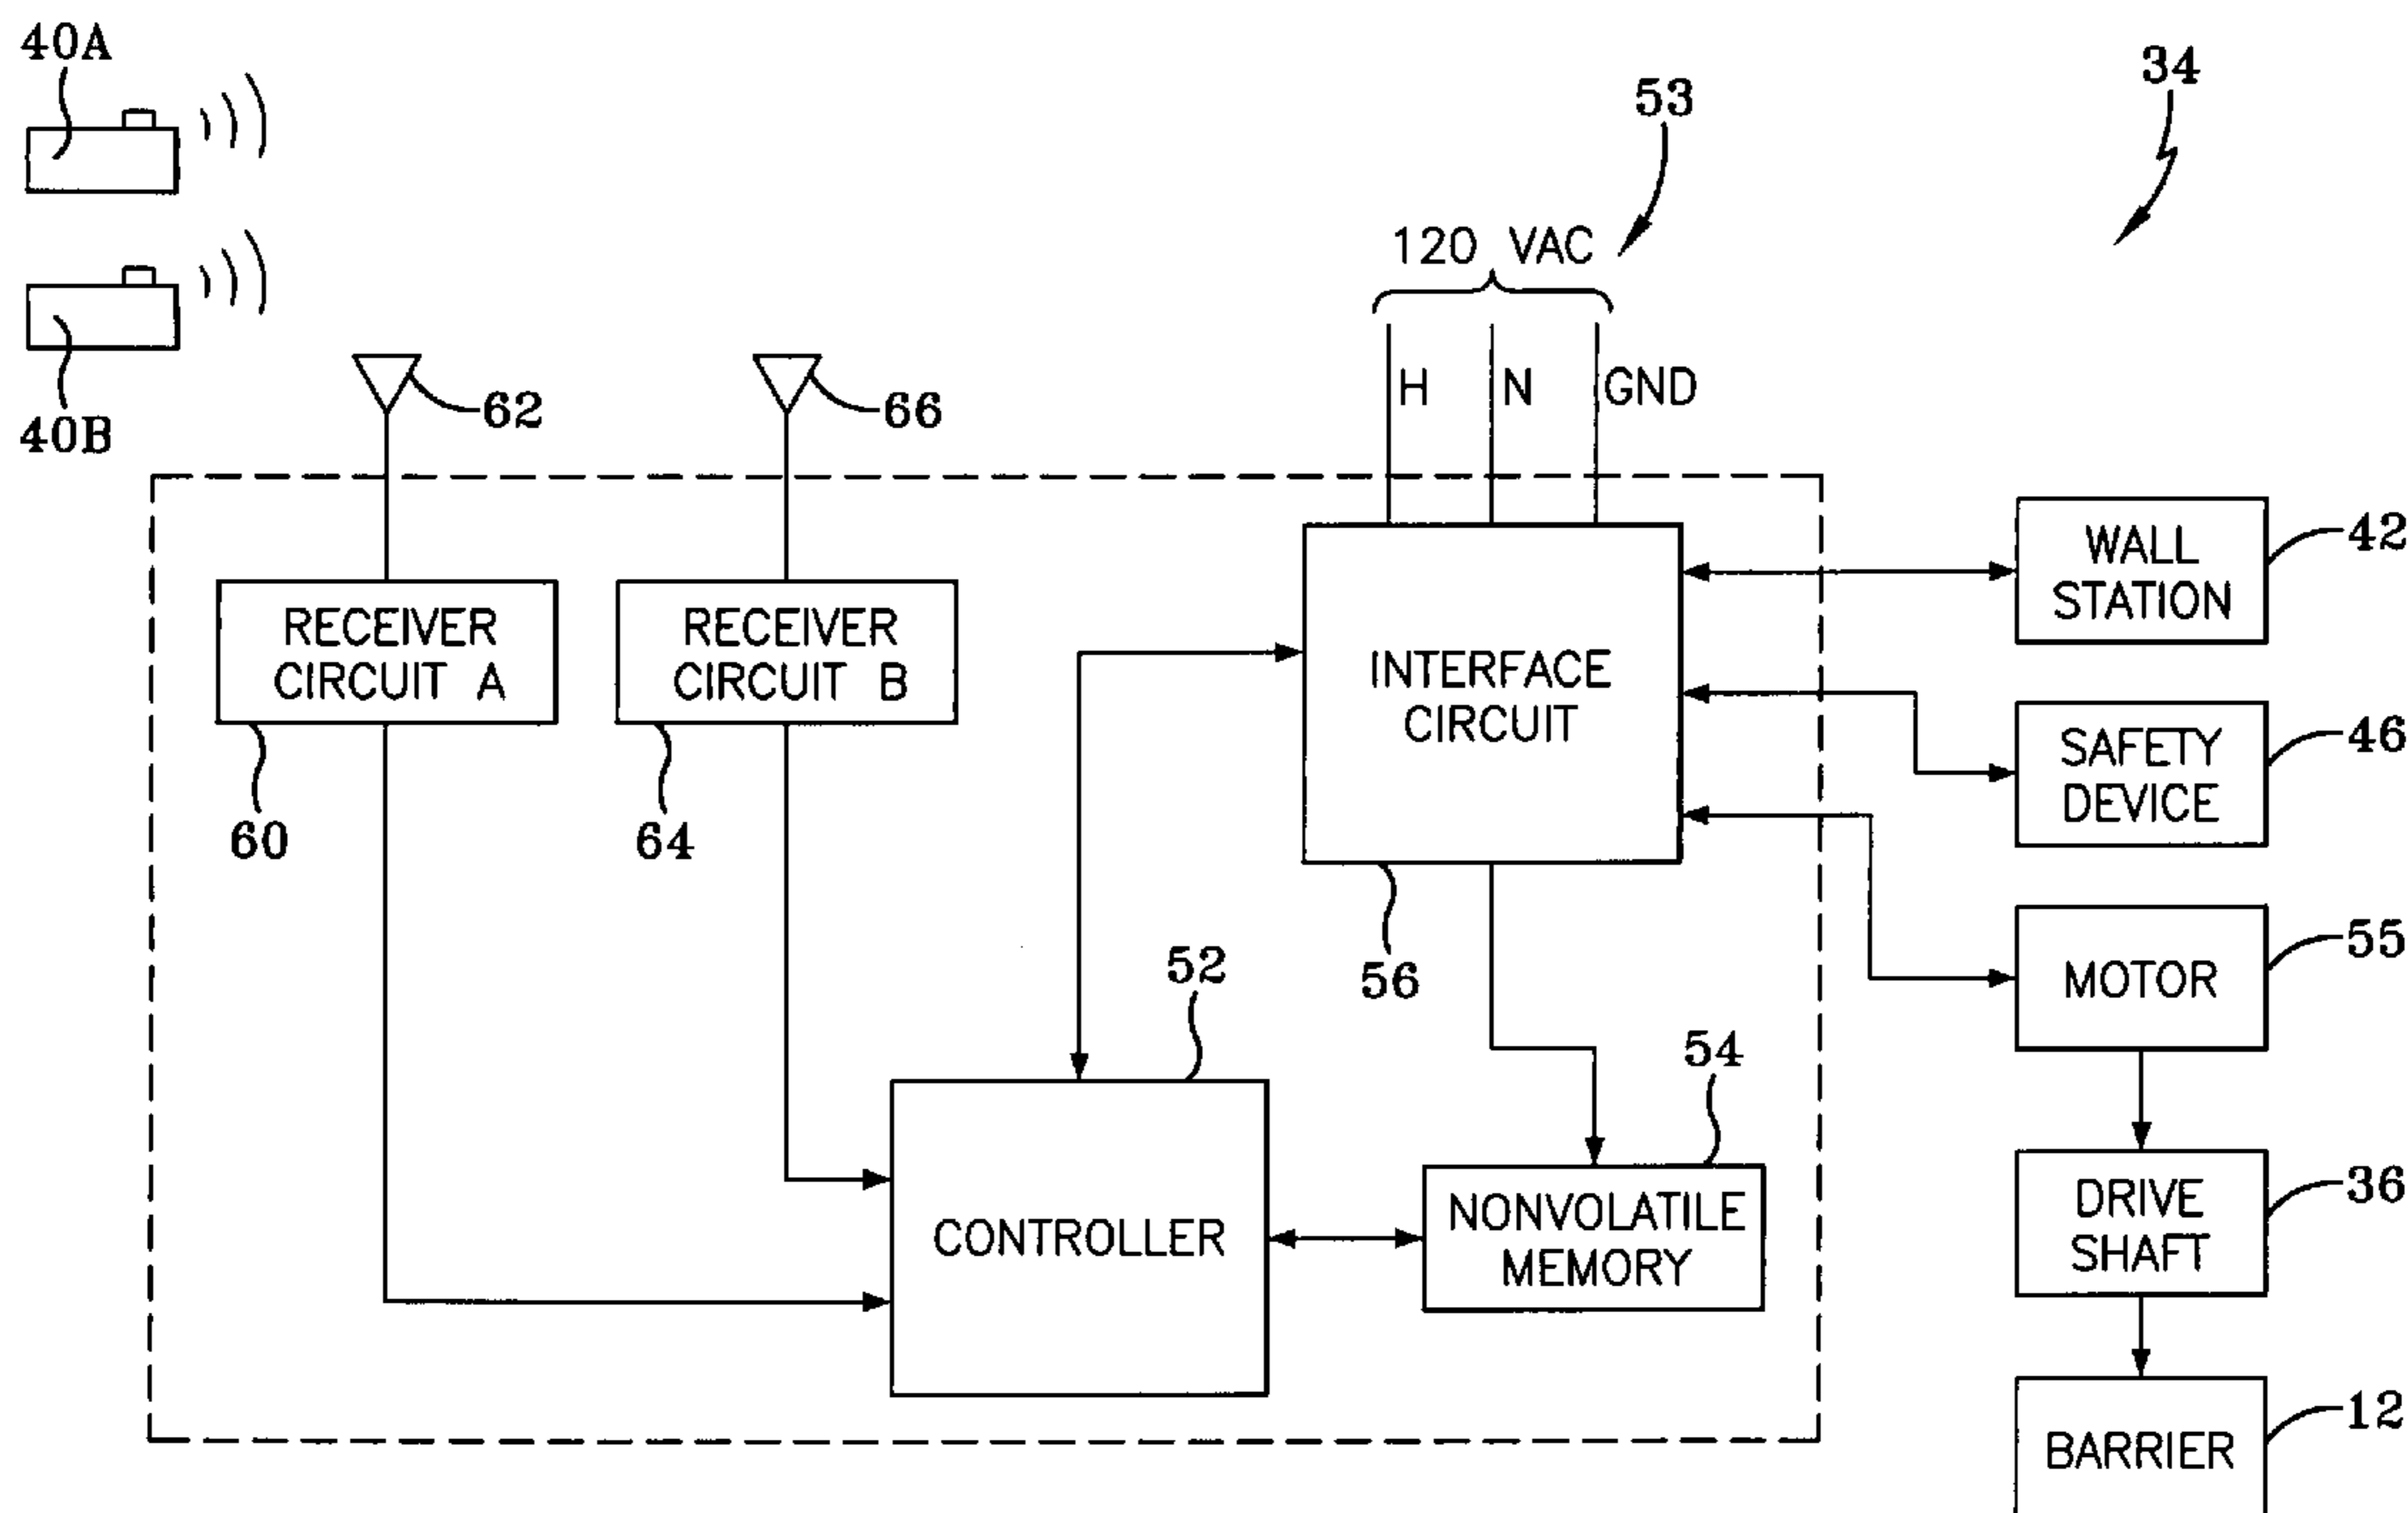 40A
40B
62
66
53
34
120 VAC
H
N
GND
RECEIVER
CIRCUIT A
60
RECEIVER
CIRCUIT B
64
INTERFACE
CIRCUIT
56
WALL
STATION
42
SAFETY
DEVICE
46
MOTOR
55
52
CONTROLLER
54
NONVOLATILE
MEMORY
DRIVE
SHAFT
36
BARRIER
12